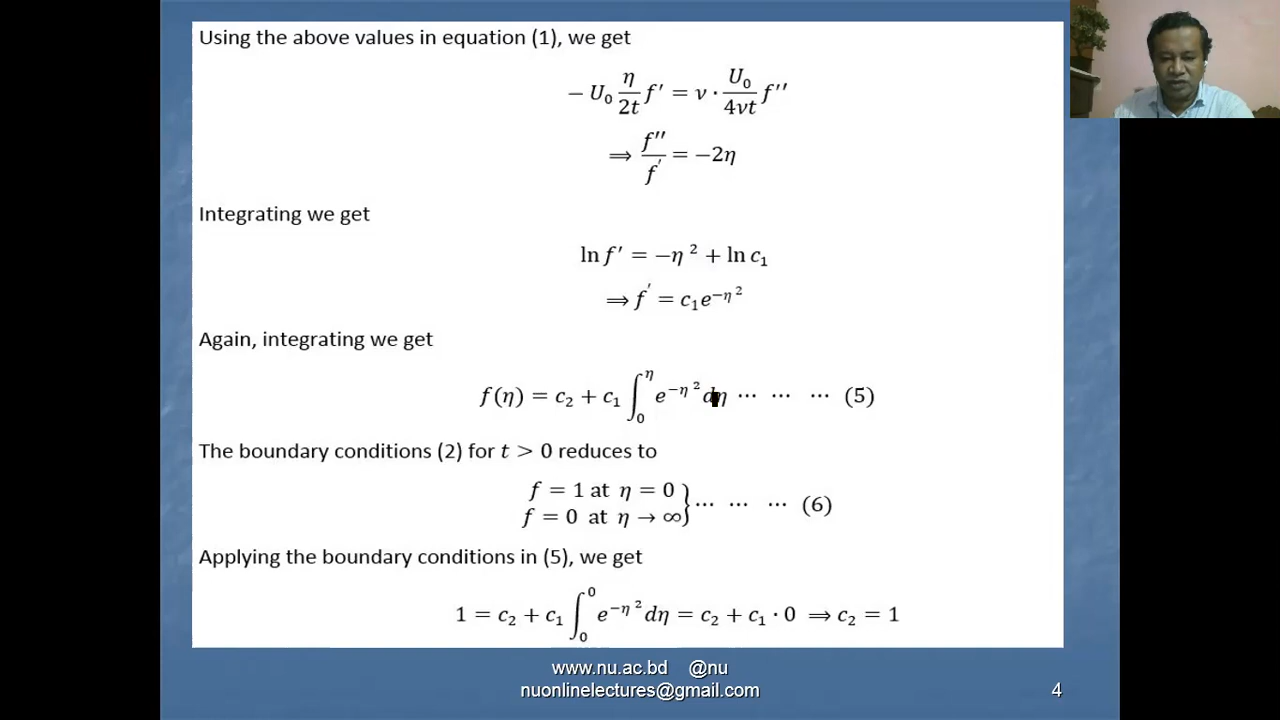 Using the above values in equation (1), we get
− U₀ η/2t f′ = ν · U₀/4νt f′′
⟹ f′′/f′ = −2η
Integrating we get
ln f′ = −η² + ln c₁
⟹ f′ = c₁e^{−η²}
Again, integrating we get
f(η) = c₂ + c₁ ∫₀^η e^{−η²} dη ⋯ ⋯ ⋯ (5)
The boundary conditions (2) for t > 0 reduces to
f = 1 at η = 0
f = 0 at η → ∞} ⋯ ⋯ ⋯ (6)
Applying the boundary conditions in (5), we get
1 = c₂ + c₁ ∫₀^0 e^{−η²} dη = c₂ + c₁ · 0 ⟹ c₂ = 1
www.nu.ac.bd @nu
nuonlinelectures@gmail.com
4